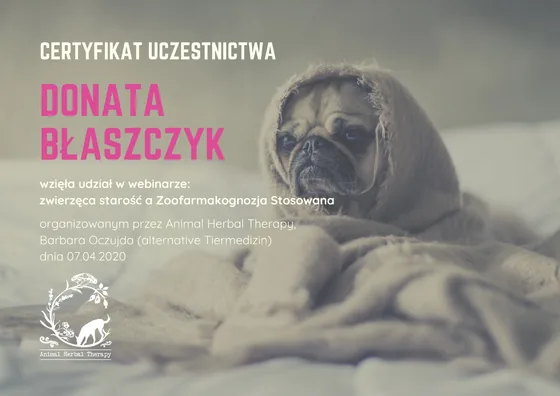 CERTYFIKAT UCZESTNICTWA
DONATA
BŁASZCZYK
wzięła udział w webinarze:
zwierzęca starość a Zoofarmakognozja Stosowana
organizowanym przez Animal Herbal Therapy,
Barbara Oczujda (alternative Tiermedizin)
dnia 07.04.2020
Animal Herbal Therapy